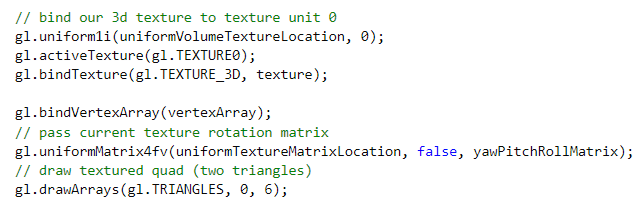 // bind our 3d texture to texture unit 0
gl.uniform1i(uniformVolumeTextureLocation, 0);
gl.activeTexture(gl.TEXTURE0);
gl.bindTexture(gl.TEXTURE_3D, texture);
gl.bindVertexArray(vertexArray);
// pass current texture rotation matrix
gl.uniformMatrix4fv(uniformTextureMatrixLocation, false, yawPitchRollMatrix);
// draw textured quad (two triangles)
gl.drawArrays(gl.TRIANGLES, 0, 6);